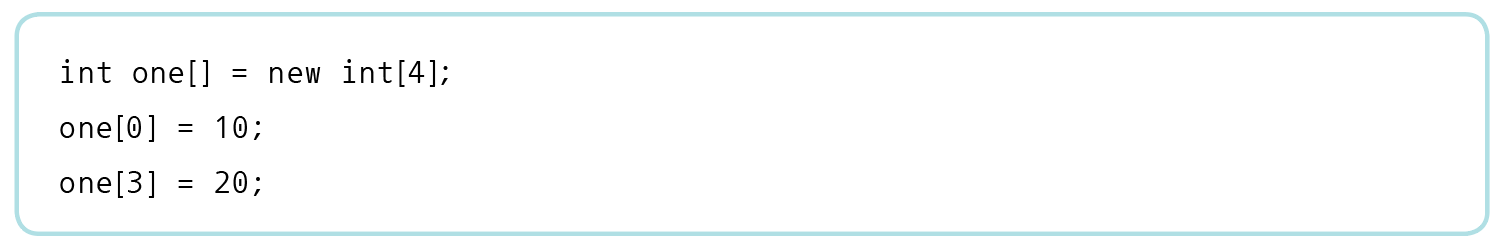 int one[] = new int[4];
one[0] = 10;
one[3] = 20;